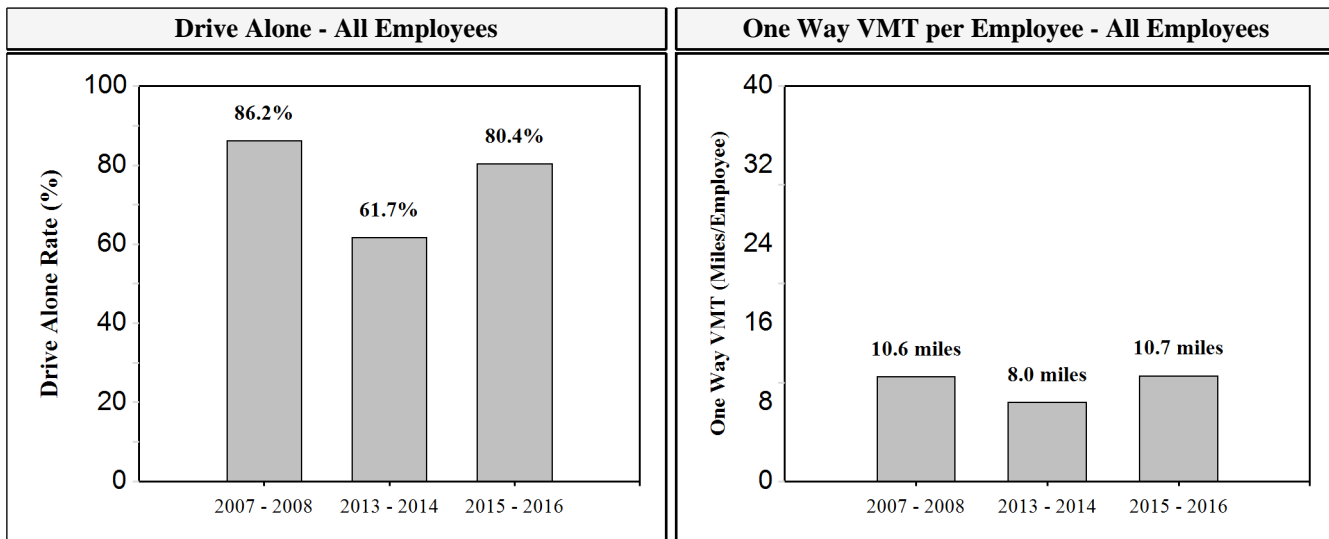 Drive Alone - All Employees
100
80
60
40
20
0
Drive Alone Rate (%)
86.2%
61.7%
80.4%
2007 - 2008 2013 - 2014 2015 - 2016
One Way VMT per Employee - All Employees
40
32
24
16
8
0
One Way VMT (Miles/Employee)
10.6 miles
8.0 miles
10.7 miles
2007 - 2008 2013 - 2014 2015 - 2016